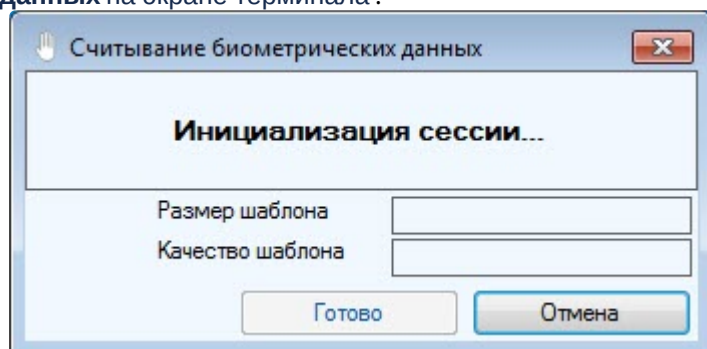 данных на экране терминала:
Считывание биометрических данных
Инициализация сессии...
Размер шаблона
Качество шаблона
Готово
Отмена